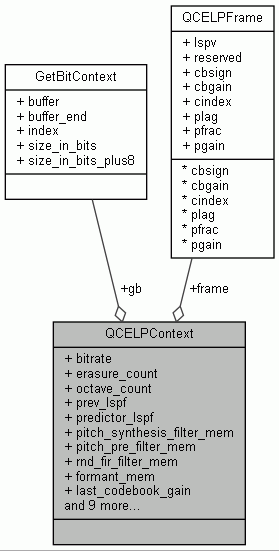 QCELPFrame
+ lspv
+ reserved
+ cbsign
+ cbgain
+ cindex
+ plag
+ pfrac
+ pgain
* cbsign
* cbgain
* cindex
* plag
* pfrac
* pgain
GetBitContext
+ buffer
+ buffer_end
+ index
+ size_in_bits
+ size_in_bits_plus8
+gb
+frame
QCELPContext
+ bitrate
+ erasure_count
+ octave_count
+ prev_lspf
+ predictor_lspf
+ pitch_synthesis_filter_mem
+ pitch_pre_filter_mem
+ rnd_fir_filter_mem
+ formant_mem
+ last_codebook_gain
and 9 more...